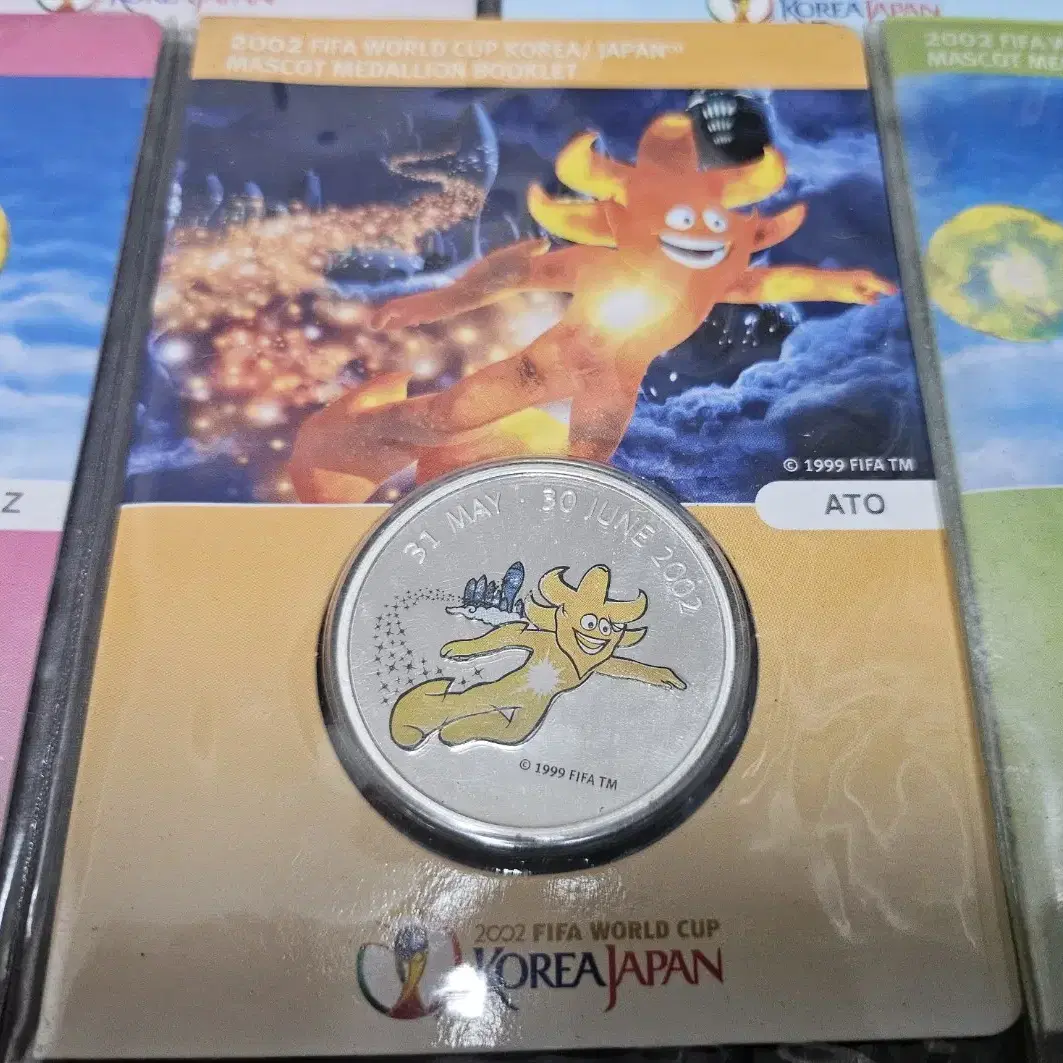 KOREA JAPAN
KOREA JAPAN
2002 FIFA WORLD CUP KOREA/JAPAN™
MASCOT MEDALLION BOOKLET
2002 FIFA
MASCOT ME
© 1999 FIFA TM
Z
ATO
31 MAY · 30 JUNE 2002
© 1999 FIFA TM
2002 FIFA WORLD CUP
KOREA JAPAN